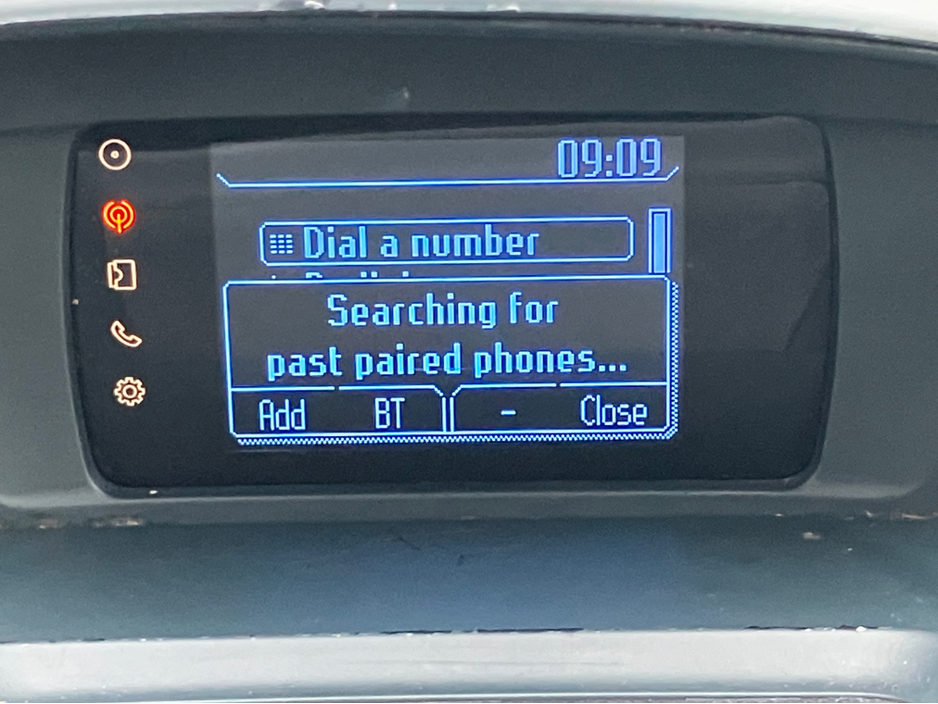 09:09
Dial a number
Searching for
past paired phones...
Add BT - Close